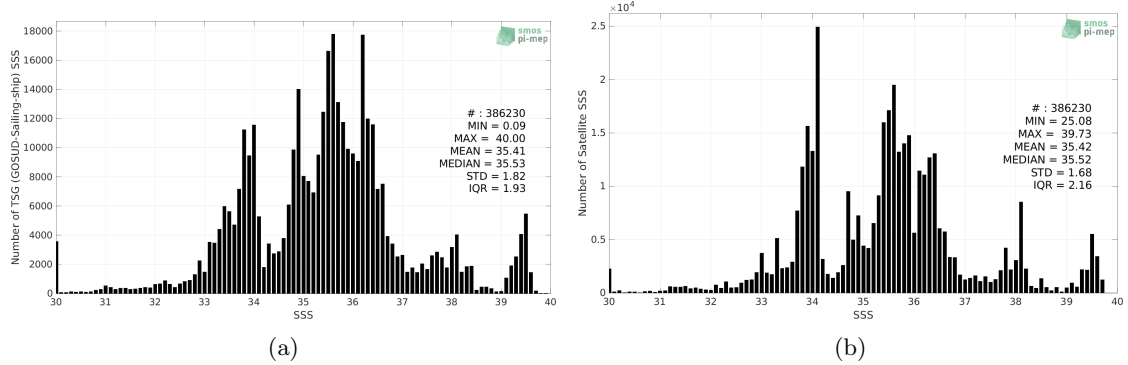 smos
pi-mep
Number of TSG (GOSUD-Sailing-ship) SSS
18000
16000
14000
12000
10000
8000
6000
4000
2000
0
# : 386230
MIN = 0.09
MAX = 40.00
MEAN = 35.41
MEDIAN = 35.53
STD = 1.82
IQR = 1.93
30 31 32 33 34 35 36 37 38 39 40
SSS
(a)
×10⁴
smos
pi-mep
Number of Satellite SSS
2.5
2
1.5
1
0.5
0
# : 386230
MIN = 25.08
MAX = 39.73
MEAN = 35.42
MEDIAN = 35.52
STD = 1.68
IQR = 2.16
30 31 32 33 34 35 36 37 38 39 40
SSS
(b)